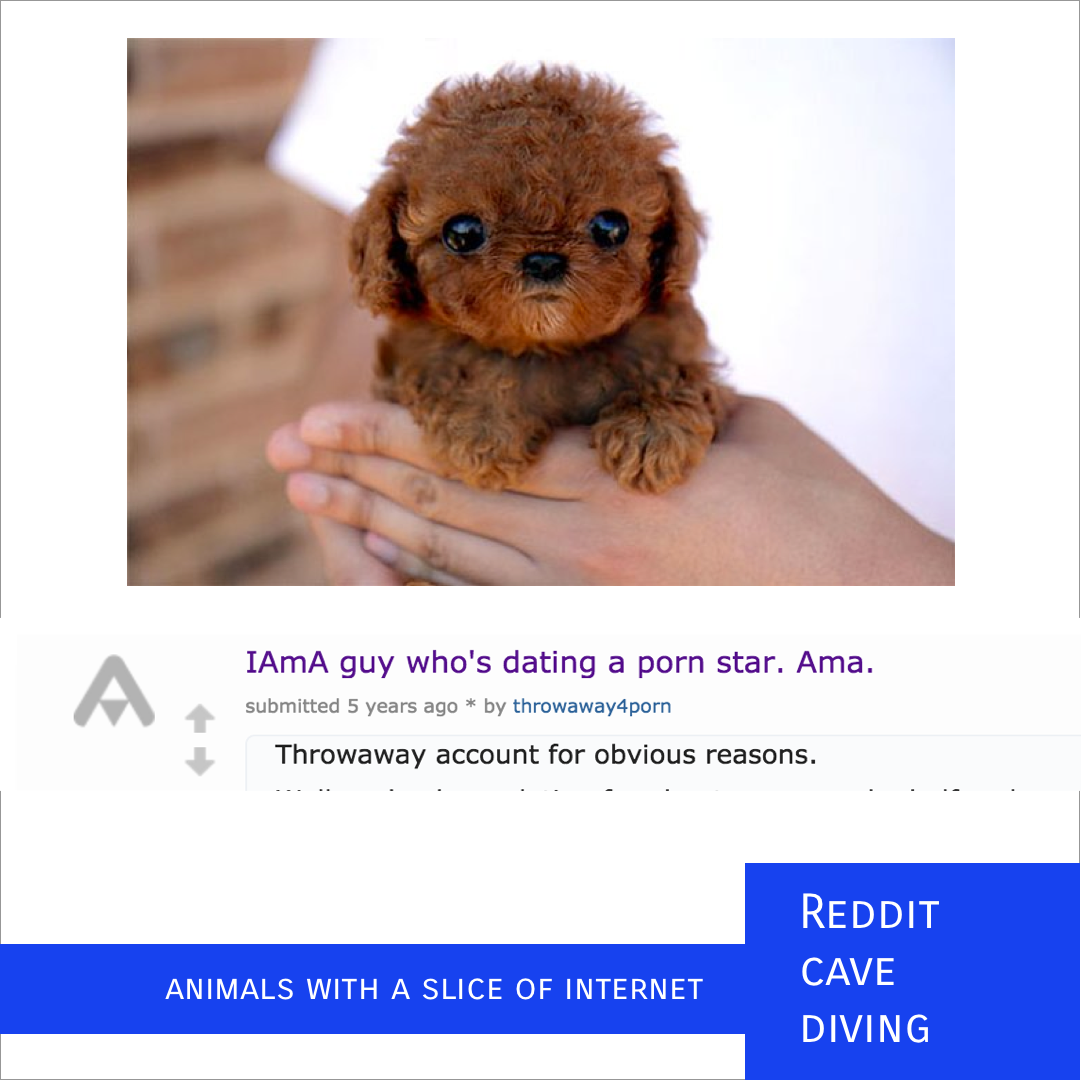 IAmA guy who's dating a porn star. Ama.
submitted 5 years ago * by throwaway4porn
Throwaway account for obvious reasons.
ANIMALS WITH A SLICE OF INTERNET
REDDIT
CAVE
DIVING